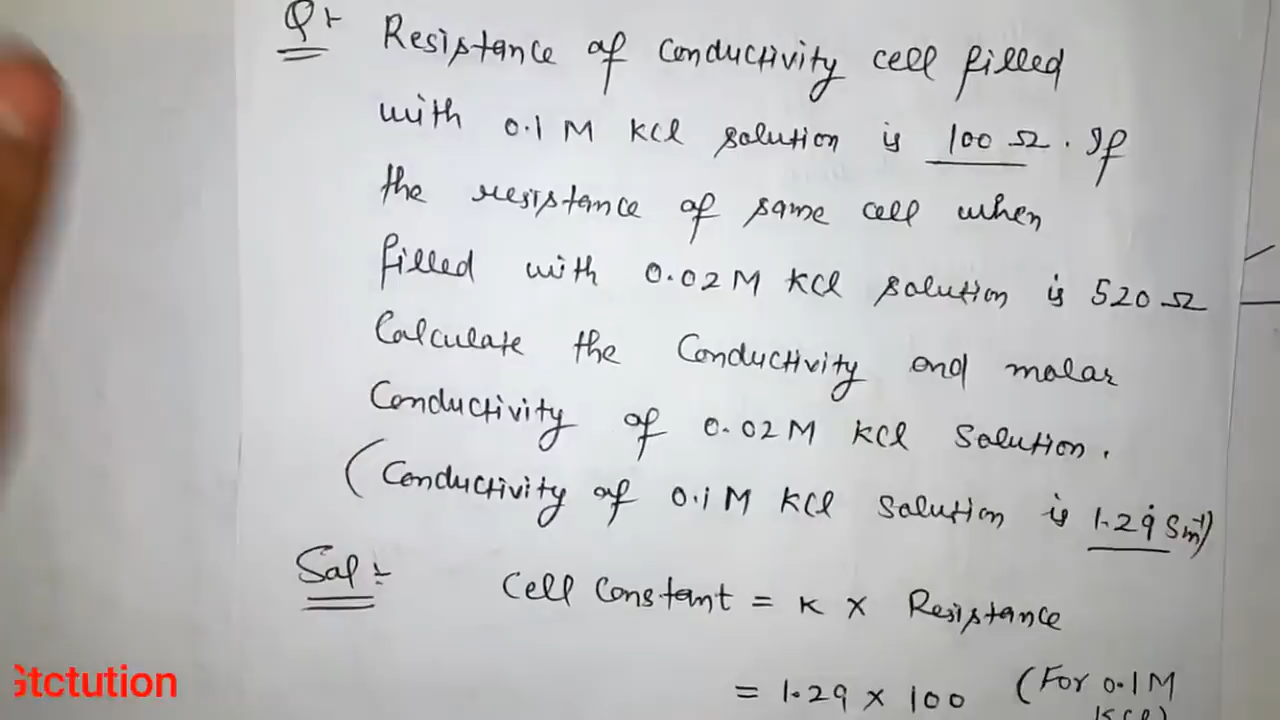 Q:- Resistance of Conductivity cell filled
with 0.1 M KCl solution is 100 Ω. If
the resistance of same cell when
filled with 0.02 M KCl solution is 520 Ω
Calculate the Conductivity and molar
Conductivity of 0.02 M KCl Solution.
(Conductivity of 0.1 M KCl solution is 1.29 Sm⁻¹)
Sol:- Cell Constant = K × Resistance
= 1.29 × 100 (For 0.1 M
KCl)
Gtctution